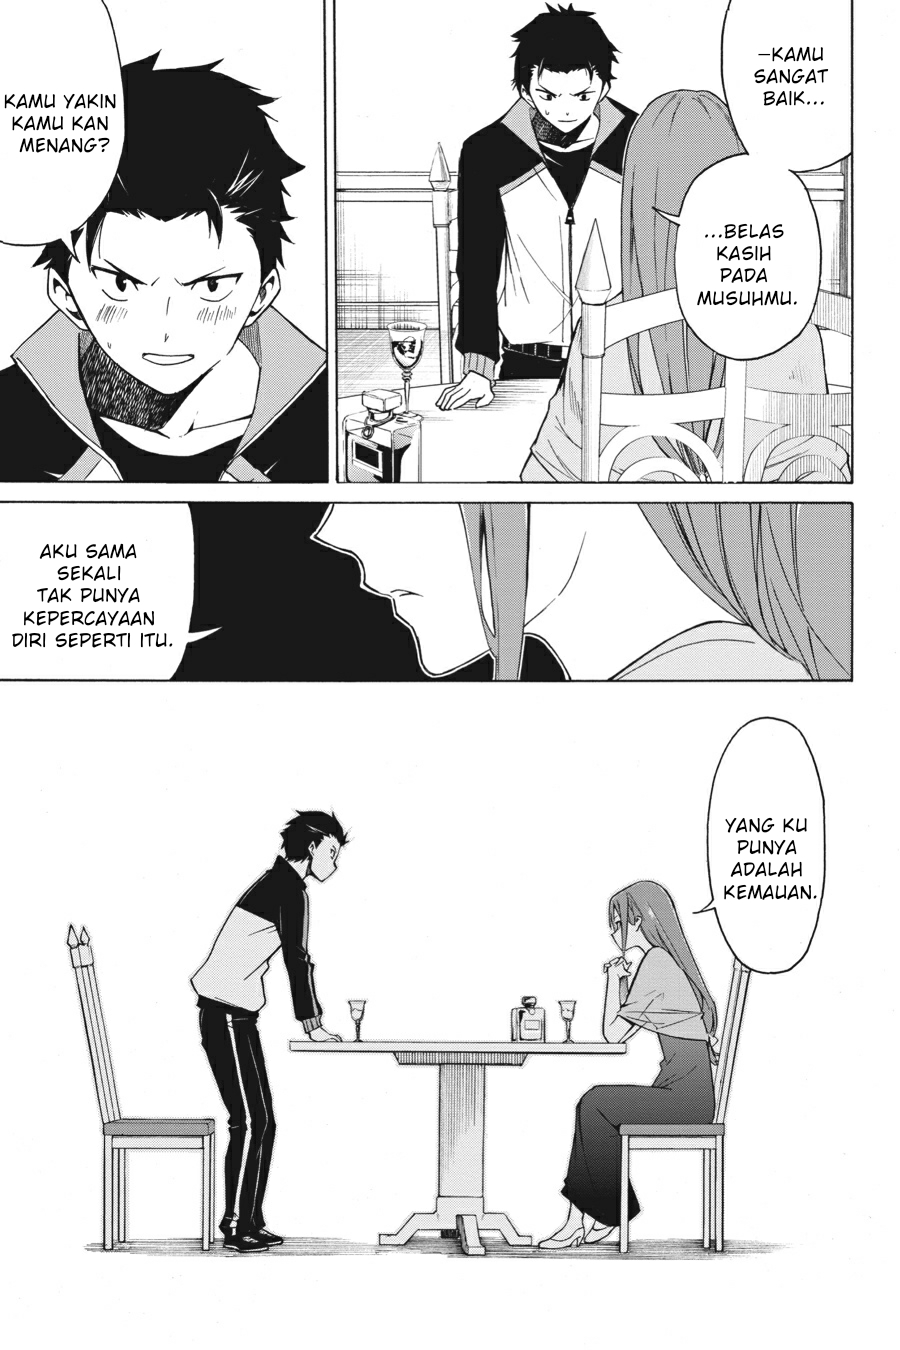 –KAMU
SANGAT
BAIK...
...BELAS
KASIH
PADA
MUSUHMU.
KAMU YAKIN
KAMU KAN
MENANG?
AKU SAMA
SEKALI
TAK PUNYA
KEPERCAYAAN
DIRI SEPERTI ITU.
YANG KU
PUNYA
ADALAH
KEMAUAN.